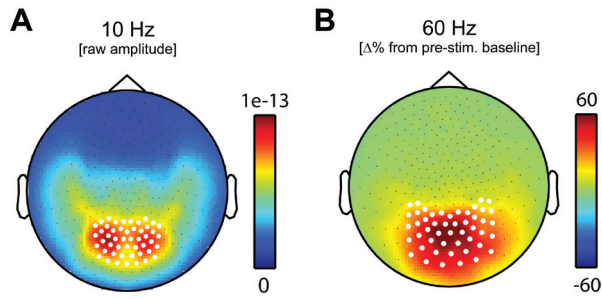 A
10 Hz
[raw amplitude]
1e-13
0
B
60 Hz
[Δ% from pre-stim. baseline]
60
-60